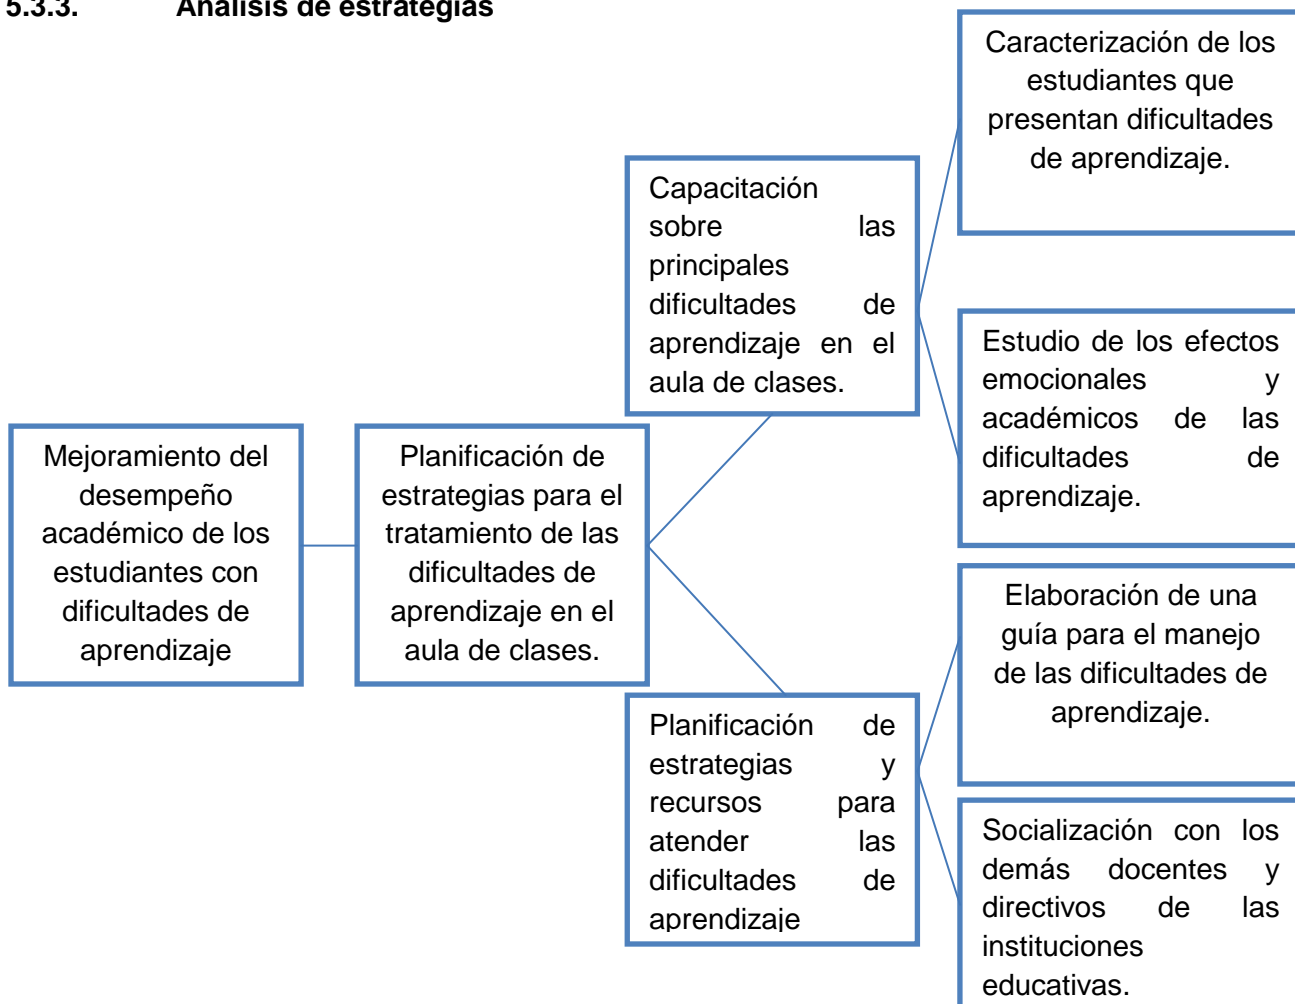 5.3.3. Análisis de estrategias
Mejoramiento del
desempeño
académico de los
estudiantes con
dificultades de
aprendizaje
Planificación de
estrategias para el
tratamiento de las
dificultades de
aprendizaje en el
aula de clases.
Capacitación
sobre las
principales
dificultades de
aprendizaje en el
aula de clases.
Caracterización de los
estudiantes que
presentan dificultades
de aprendizaje.
Estudio de los efectos
emocionales y
académicos de las
dificultades de
aprendizaje.
Planificación de
estrategias y
recursos para
atender las
dificultades de
aprendizaje
Elaboración de una
guía para el manejo
de las dificultades de
aprendizaje.
Socialización con los
demás docentes y
directivos de las
instituciones
educativas.